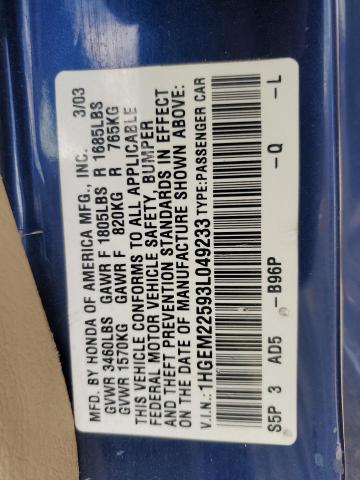 MFD. BY HONDA OF AMERICA MFG., INC. 3/03
GVWR 3460LBS GAWR F 1805LBS R 1685LBS
GVWR 1570KG GAWR F 820KG R 765KG
THIS VEHICLE CONFORMS TO ALL APPLICABLE
FEDERAL MOTOR VEHICLE SAFETY, BUMPER
AND THEFT PREVENTION STANDARDS IN EFFECT
ON THE DATE OF MANUFACTURE SHOWN ABOVE:
V.I.N.: 1HGEM22593L049233 TYPE: PASSENGER CAR
S5P 3 AD5 -B96P -Q -L